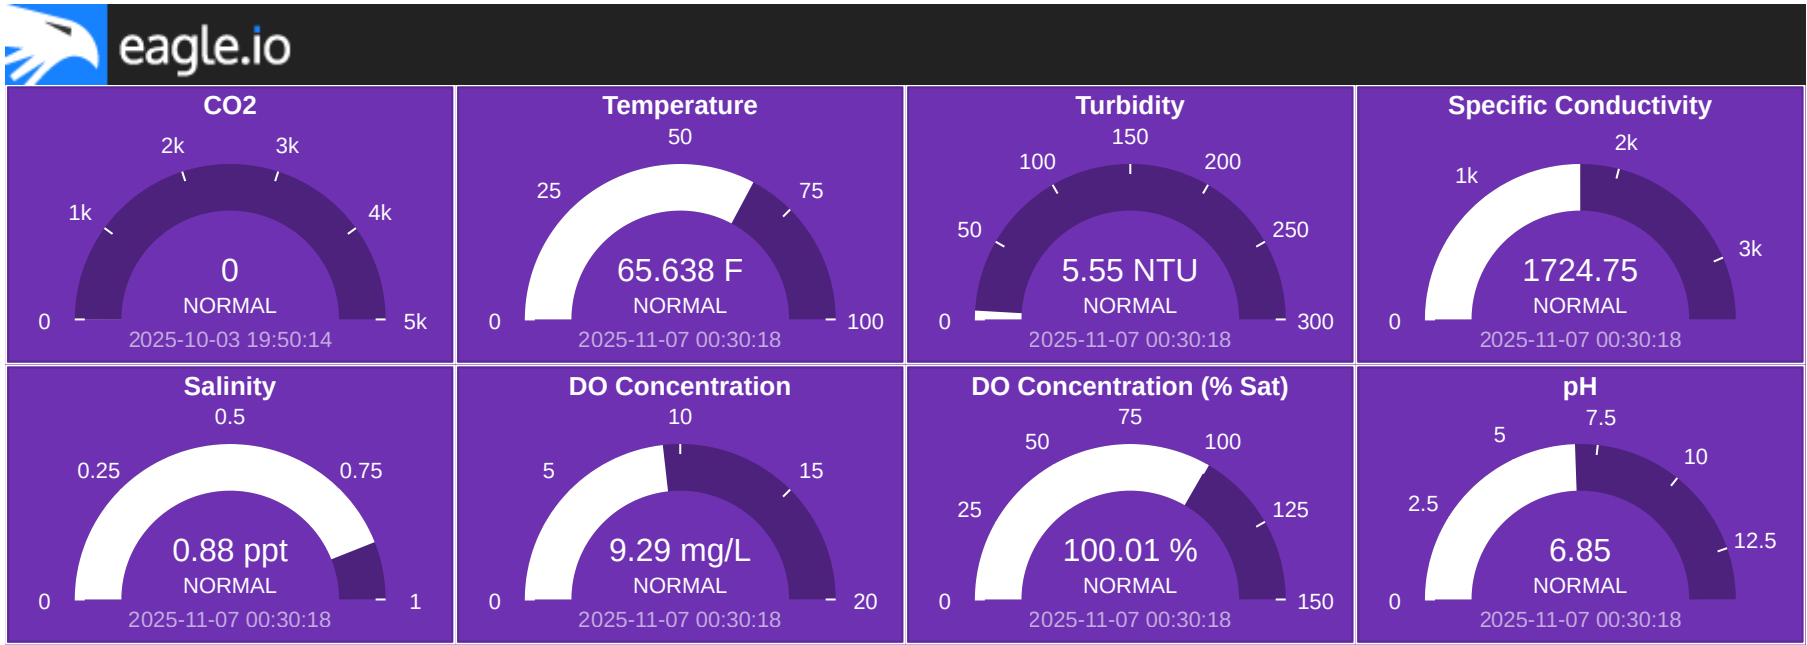 eagle.io
CO2
2k
3k
1k
4k
0
NORMAL
0
5k
2025-10-03 19:50:14
Temperature
50
25
75
65.638 F
NORMAL
0
100
2025-11-07 00:30:18
Turbidity
150
100
200
50
250
5.55 NTU
NORMAL
0
300
2025-11-07 00:30:18
Specific Conductivity
2k
1k
3k
1724.75
NORMAL
0
2025-11-07 00:30:18
Salinity
0.5
0.25
0.75
0.88 ppt
NORMAL
0
1
2025-11-07 00:30:18
DO Concentration
10
5
15
9.29 mg/L
NORMAL
0
20
2025-11-07 00:30:18
DO Concentration (% Sat)
75
50
100
25
125
100.01 %
NORMAL
0
150
2025-11-07 00:30:18
pH
7.5
5
10
2.5
12.5
6.85
NORMAL
0
2025-11-07 00:30:18